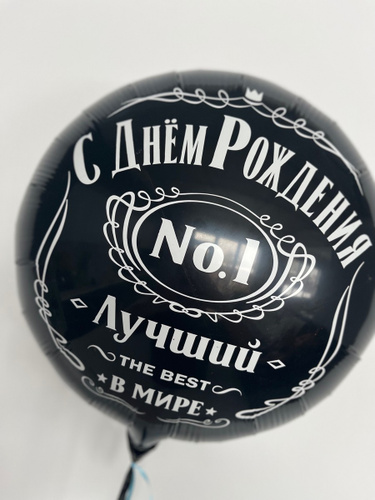 С ДНЁМ РОЖДЕНИЯ
No.1
Лучший
THE BEST
★В МИРЕ★